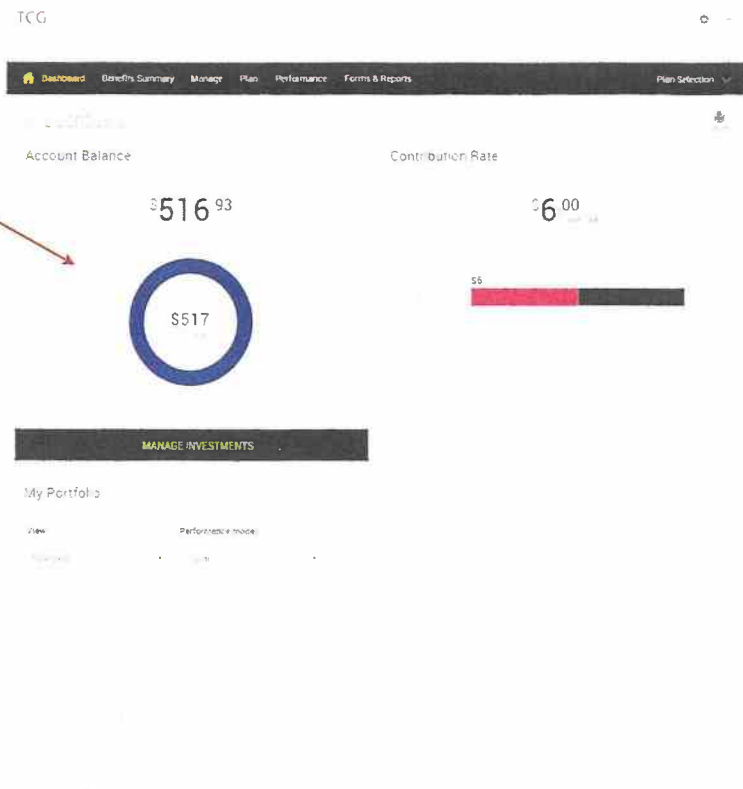 TCG
Dashboard Benefits Summary Manage Plan Performance Forms & Reports Plan Selection
Account Balance
Contribution Rate
$516.93
$6.00
$6
$517
MANAGE INVESTMENTS
My Portfolio
View Performance model